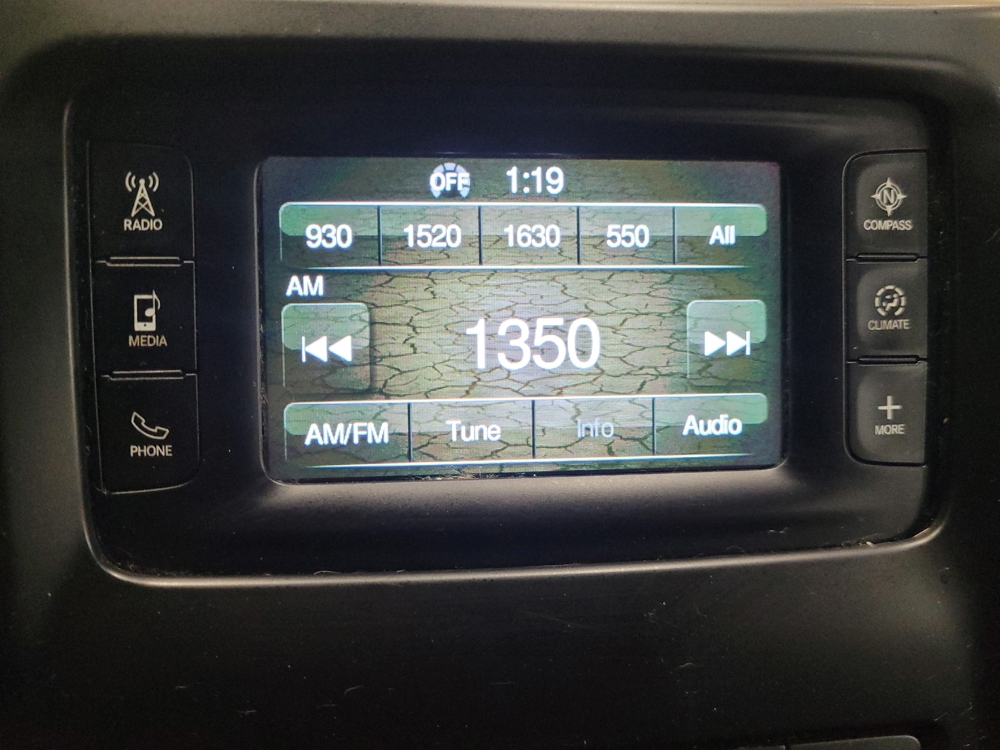 OFF 1:19
930 1520 1630 550 All
AM
1350
AM/FM Tune Info Audio
RADIO
MEDIA
PHONE
N
COMPASS
CLIMATE
MORE